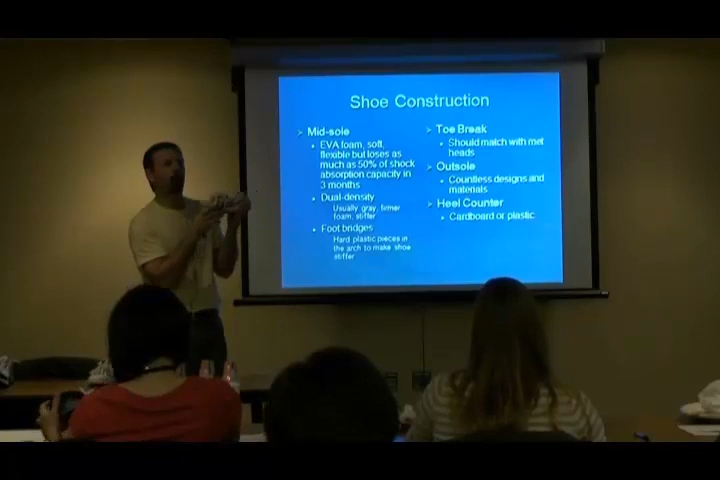 Shoe Construction
Mid-sole
EVA foam, soft,
flexible but loses as
much as 50% of shock
absorption capacity in
3 months
Dual-density
Usually gray, firmer
foam, stiffer
Foot bridges
Hard plastic pieces in
the arch to make shoe
stiffer
Toe Break
Should match with met
heads
Outsole
Countless designs and
materials
Heel Counter
Cardboard or plastic